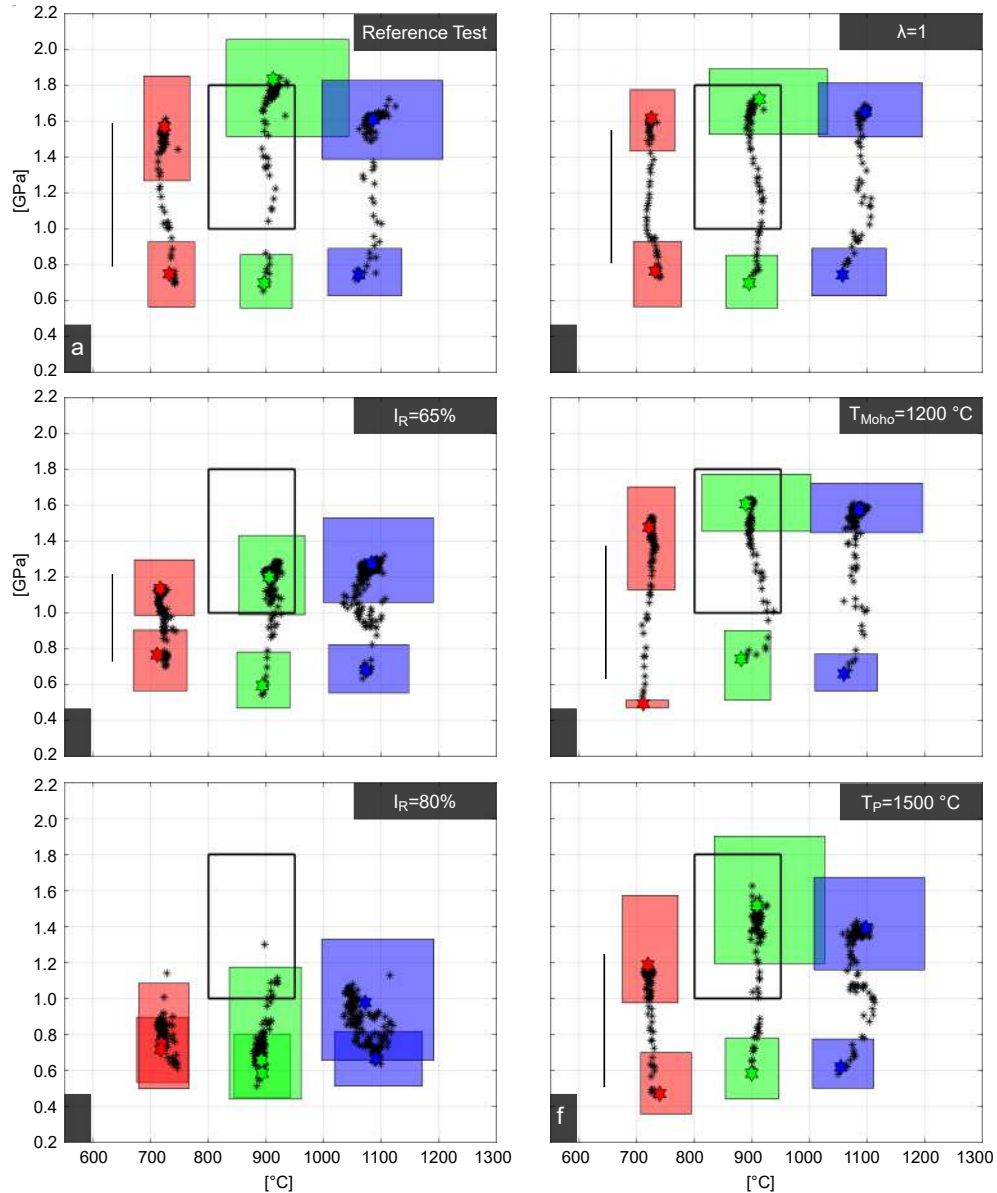 Reference Test
λ=1
2.2
2.0
1.8
1.6
1.4
1.2
1.0
0.8
0.6
0.4
0.2
[GPa]
a
I_R=65%
T_Moho=1200 °C
2.2
2.0
1.8
1.6
1.4
1.2
1.0
0.8
0.6
0.4
0.2
[GPa]
I_R=80%
T_P=1500 °C
2.2
2.0
1.8
1.6
1.4
1.2
1.0
0.8
0.6
0.4
0.2
[GPa]
f
600 700 800 900 1000 1100 1200 1300
600 700 800 900 1000 1100 1200 1300
[°C]
[°C]